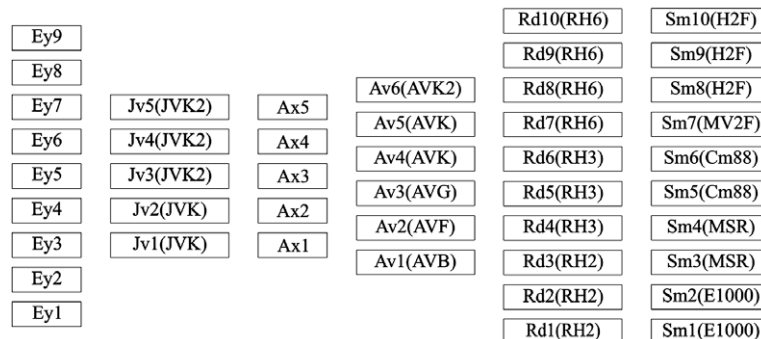 Ey9
Ey8
Ey7
Ey6
Ey5
Ey4
Ey3
Ey2
Ey1
Jv5(JVK2)
Jv4(JVK2)
Jv3(JVK2)
Jv2(JVK)
Jv1(JVK)
Ax5
Ax4
Ax3
Ax2
Ax1
Av6(AVK2)
Av5(AVK)
Av4(AVK)
Av3(AVG)
Av2(AVF)
Av1(AVB)
Rd10(RH6)
Rd9(RH6)
Rd8(RH6)
Rd7(RH6)
Rd6(RH3)
Rd5(RH3)
Rd4(RH3)
Rd3(RH2)
Rd2(RH2)
Rd1(RH2)
Sm10(H2F)
Sm9(H2F)
Sm8(H2F)
Sm7(MV2F)
Sm6(Cm88)
Sm5(Cm88)
Sm4(MSR)
Sm3(MSR)
Sm2(E1000)
Sm1(E1000)